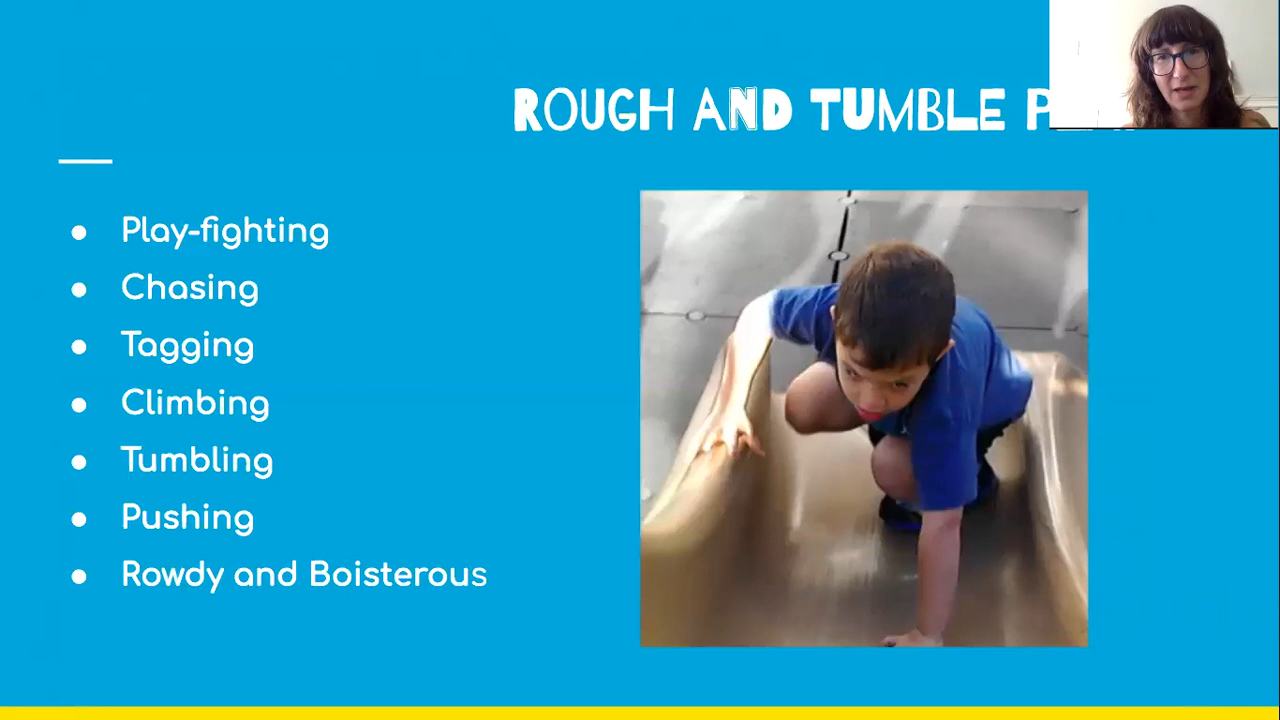 ROUGH AND TUMBLE
Play-fighting
Chasing
Tagging
Climbing
Tumbling
Pushing
Rowdy and Boisterous